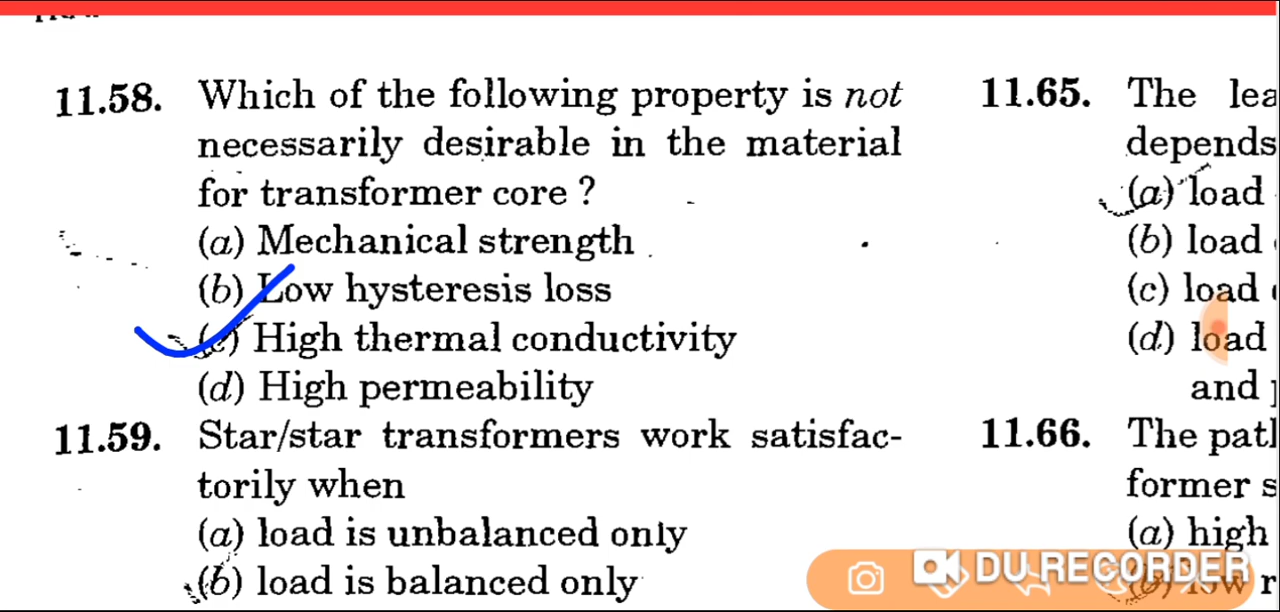 11.58. Which of the following property is not
necessarily desirable in the material
for transformer core ?
(a) Mechanical strength
(b) Low hysteresis loss
(c) High thermal conductivity
(d) High permeability
11.59. Star/star transformers work satisfac-
torily when
(a) load is unbalanced only
(b) load is balanced only
11.65. The lea
depends
(a) load
(b) load
(c) load
(d) load
and
11.66. The pat
former s
(a) high
(b) low r
DU RECORDER